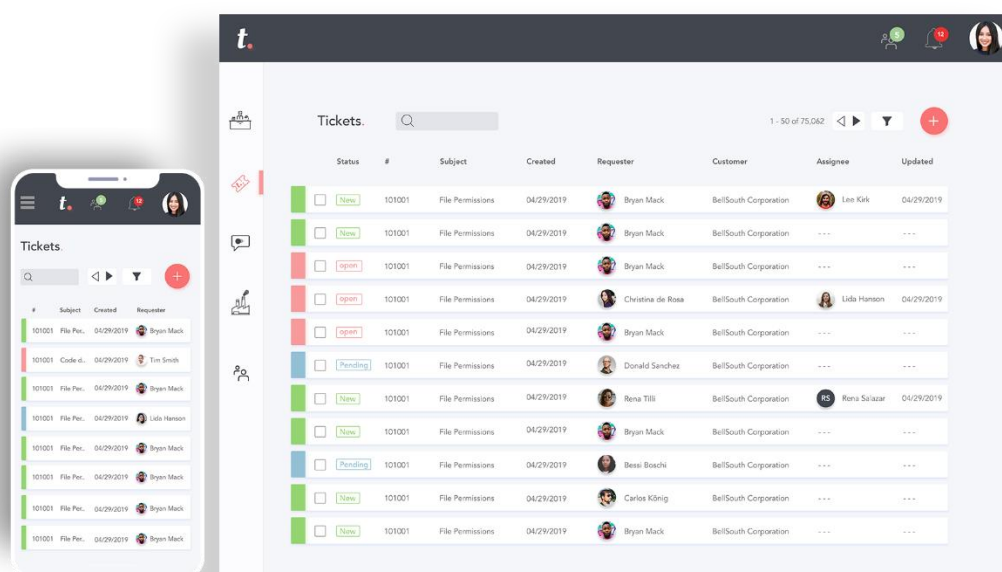 t.
5
12
Tickets.
1 - 50 of 75,062
+
Status # Subject Created Requester Customer Assignee Updated
New 101001 File Permissions 04/29/2019 Bryan Mack BellSouth Corporation Lee Kirk 04/29/2019
New 101001 File Permissions 04/29/2019 Bryan Mack BellSouth Corporation - - - - - -
open 101001 File Permissions 04/29/2019 Bryan Mack BellSouth Corporation - - - - - -
open 101001 File Permissions 04/29/2019 Christina de Rosa BellSouth Corporation Lida Hanson 04/29/2019
open 101001 File Permissions 04/29/2019 Bryan Mack BellSouth Corporation - - - - - -
Pending 101001 File Permissions 04/29/2019 Donald Sanchez BellSouth Corporation - - - - - -
New 101001 File Permissions 04/29/2019 Rena Tilli BellSouth Corporation RS Rena Salazar 04/29/2019
New 101001 File Permissions 04/29/2019 Bryan Mack BellSouth Corporation - - - - - -
Pending 101001 File Permissions 04/29/2019 Bessi Boschi BellSouth Corporation - - - - - -
New 101001 File Permissions 04/29/2019 Carlos König BellSouth Corporation - - - - - -
New 101001 File Permissions 04/29/2019 Bryan Mack BellSouth Corporation - - - - - -
t.
12
Tickets.
+
# Subject Created Requester
101001 File Per.. 04/29/2019 Bryan Mack
101001 Code d.. 04/29/2019 Tim Smith
101001 File Per.. 04/29/2019 Bryan Mack
101001 File Per.. 04/29/2019 Lida Hanson
101001 File Per.. 04/29/2019 Bryan Mack
101001 File Per.. 04/29/2019 Bryan Mack
101001 File Per.. 04/29/2019 Bryan Mack
101001 File Per.. 04/29/2019 Bryan Mack